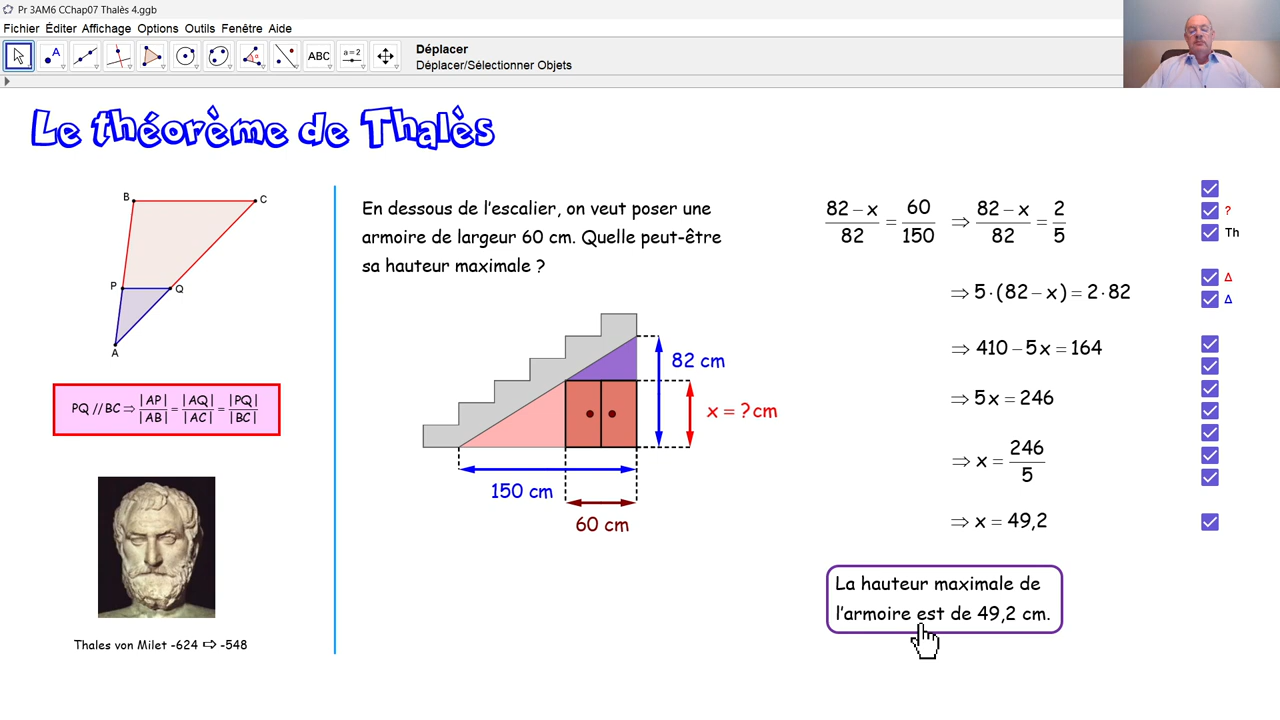 Pr 3AM6 CChap07 Thalès 4.ggb
Fichier Éditer Affichage Options Outils Fenêtre Aide
A
ABC
a=2
Déplacer
Déplacer/Sélectionner Objets
Le théorème de Thalès
B
C
P
Q
A
PQ // BC ⇒ |AP| / |AB| = |AQ| / |AC| = |PQ| / |BC|
Thales von Milet -624 ⇨ -548
En dessous de l'escalier, on veut poser une
armoire de largeur 60 cm. Quelle peut-être
sa hauteur maximale ?
82 cm
x = ? cm
150 cm
60 cm
(82 − x) / 82 = 60 / 150 ⇒ (82 − x) / 82 = 2 / 5
⇒ 5·(82 − x) = 2·82
⇒ 410 − 5x = 164
⇒ 5x = 246
⇒ x = 246 / 5
⇒ x = 49,2
La hauteur maximale de
l'armoire est de 49,2 cm.
?
Th
Δ
Δ